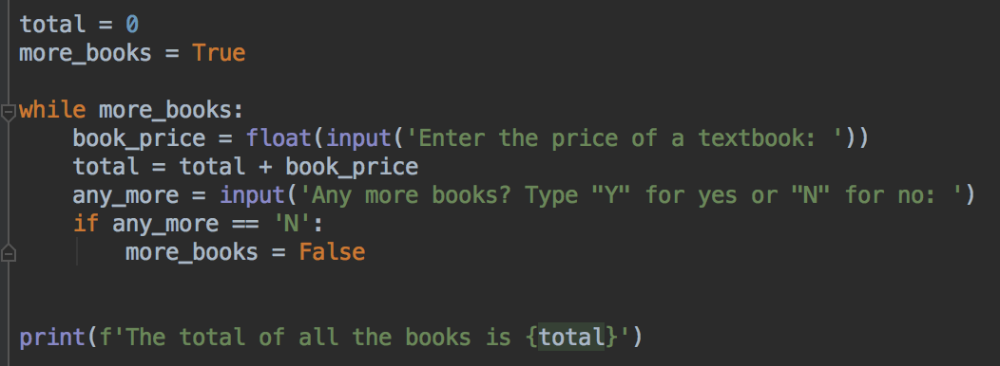 total = 0
more_books = True
while more_books:
    book_price = float(input('Enter the price of a textbook: '))
    total = total + book_price
    any_more = input('Any more books? Type "Y" for yes or "N" for no: ')
    if any_more == 'N':
        more_books = False
print(f'The total of all the books is {total}')